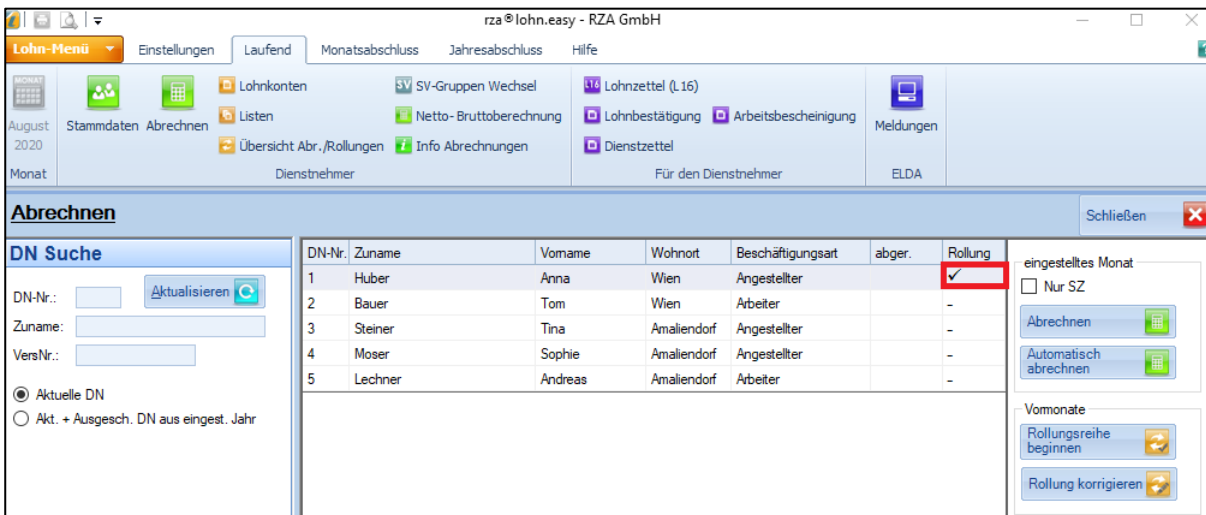 rza®lohn.easy - RZA GmbH
Lohn-Menü Einstellungen Laufend Monatsabschluss Jahresabschluss Hilfe
MONAT
August
2020
Monat
Stammdaten Abrechnen
Lohnkonten
Listen
Übersicht Abr./Rollungen
SV SV-Gruppen Wechsel
Netto- Bruttoberechnung
Info Abrechnungen
Dienstnehmer
L16 Lohnzettel (L16)
Lohnbestätigung Arbeitsbescheinigung
Dienstzettel
Für den Dienstnehmer
Meldungen
ELDA
Abrechnen
Schließen
DN Suche
DN-Nr.: Aktualisieren
Zuname:
VersNr.:
Aktuelle DN
Akt. + Ausgesch. DN aus eingest. Jahr
DN-Nr. Zuname Vorname Wohnort Beschäftigungsart abger. Rollung
1 Huber Anna Wien Angestellter ✓
2 Bauer Tom Wien Arbeiter -
3 Steiner Tina Amaliendorf Angestellter -
4 Moser Sophie Amaliendorf Angestellter -
5 Lechner Andreas Amaliendorf Arbeiter -
eingestelltes Monat
Nur SZ
Abrechnen
Automatisch
abrechnen
Vormonate
Rollungsreihe
beginnen
Rollung korrigieren